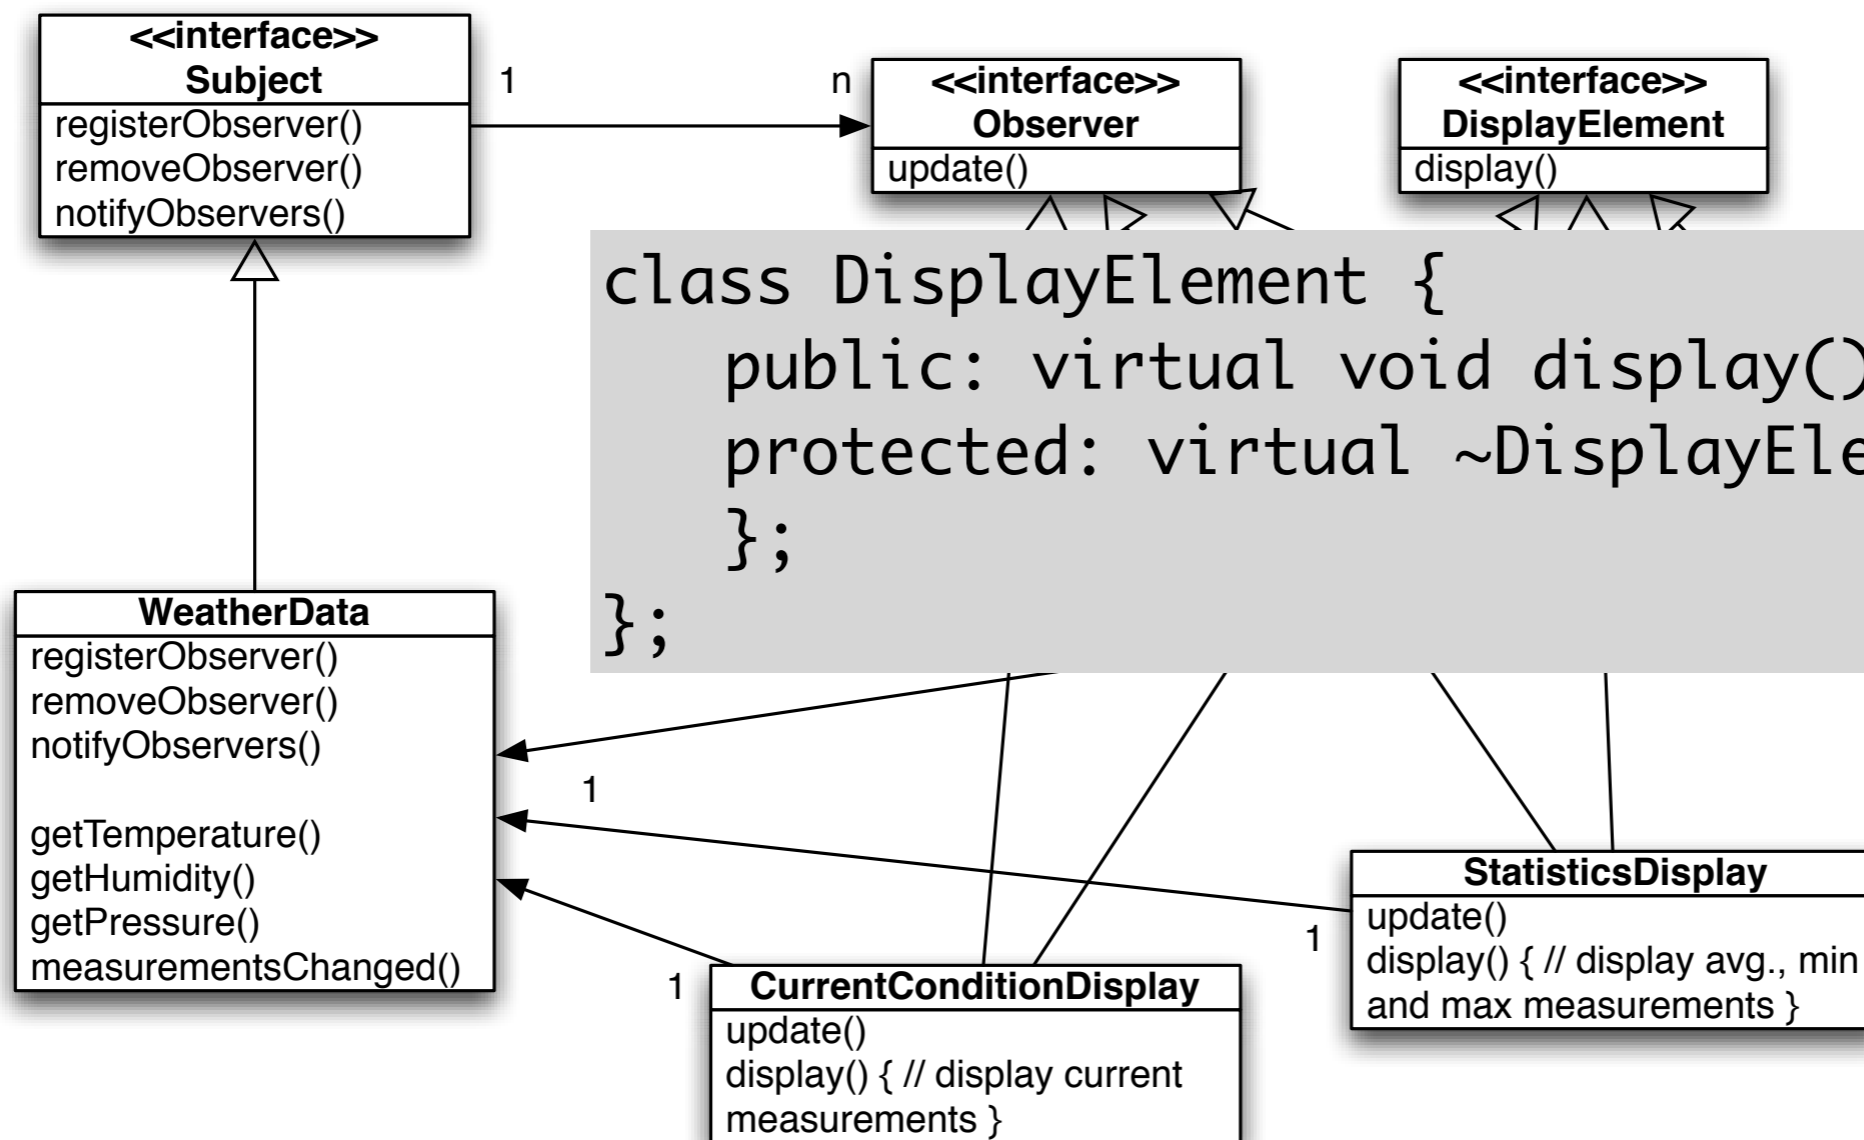 <<interface>>
Subject
registerObserver()
removeObserver()
notifyObservers()
1
n
<<interface>>
Observer
update()
<<interface>>
DisplayElement
display()
class DisplayElement {
public: virtual void display()
protected: virtual ~DisplayEle
};
};
WeatherData
registerObserver()
removeObserver()
notifyObservers()
getTemperature()
getHumidity()
getPressure()
measurementsChanged()
1
1
1
CurrentConditionDisplay
update()
display() { // display current
measurements }
StatisticsDisplay
update()
display() { // display avg., min
and max measurements }